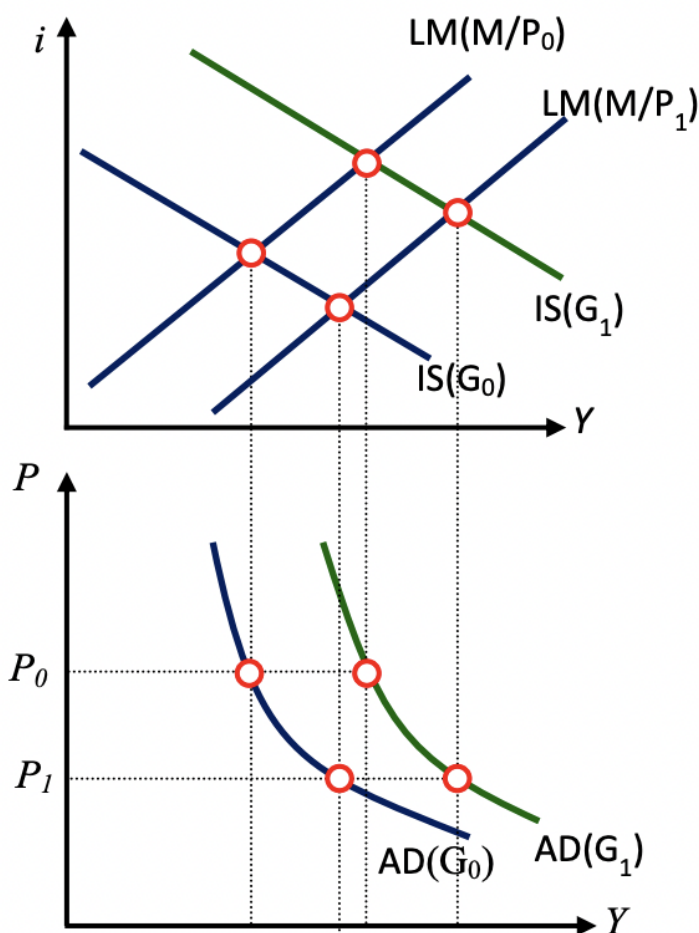 i
LM(M/P₀)
LM(M/P₁)
IS(G₁)
IS(G₀)
Y
P
P₀
P₁
AD(G₀)
AD(G₁)
Y